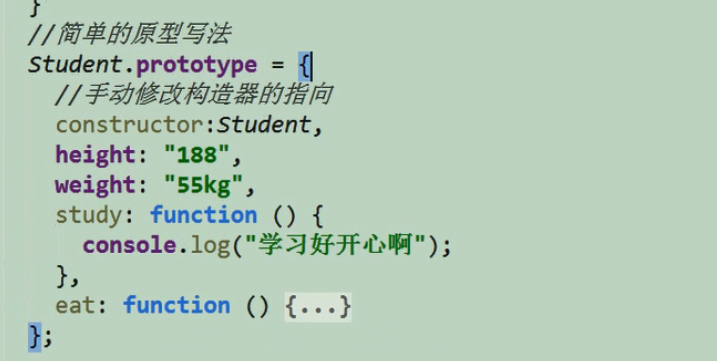 }
//简单的原型写法
Student.prototype = {
//手动修改构造器的指向
constructor:Student,
height: "188",
weight: "55kg",
study: function () {
console.log("学习好开心啊");
},
eat: function () {...}
};